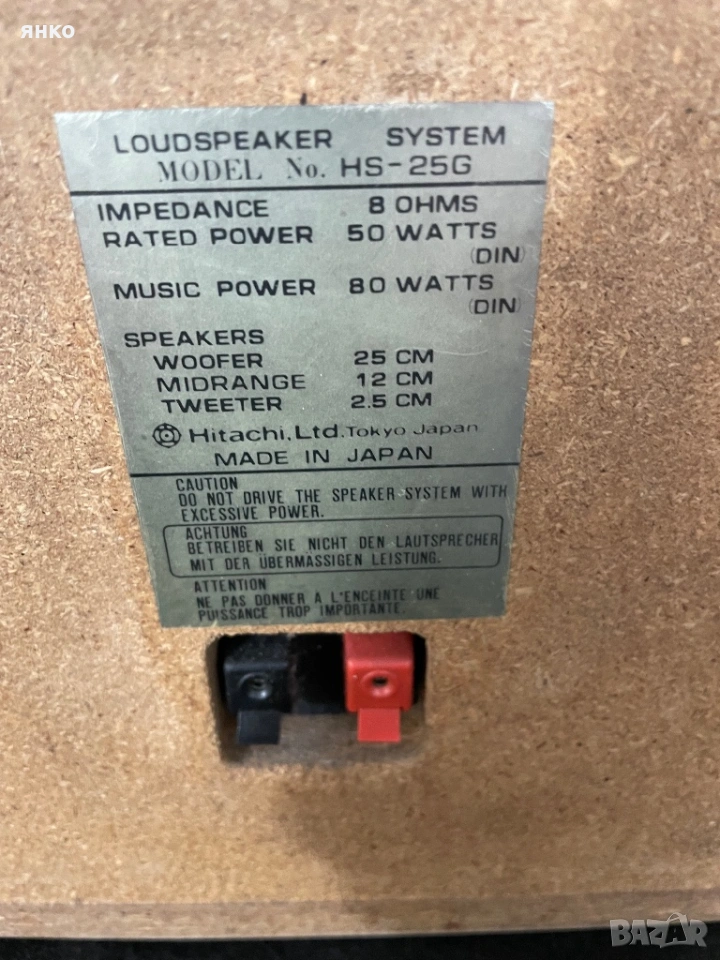 ЯНКО
LOUDSPEAKER SYSTEM
MODEL No. HS-25G
IMPEDANCE 8 OHMS
RATED POWER 50 WATTS
(DIN)
MUSIC POWER 80 WATTS
(DIN)
SPEAKERS
WOOFER 25 CM
MIDRANGE 12 CM
TWEETER 2.5 CM
Hitachi, Ltd. Tokyo Japan
MADE IN JAPAN
CAUTION
DO NOT DRIVE THE SPEAKER SYSTEM WITH
EXCESSIVE POWER.
ACHTUNG
BETREIBEN SIE NICHT DEN LAUTSPRECHER
MIT DER ÜBERMASSIGEN LEISTUNG.
ATTENTION
NE PAS DONNER À L'ENCEINTE UNE
PUISSANCE TROP IMPORTANTE.
BAZAR